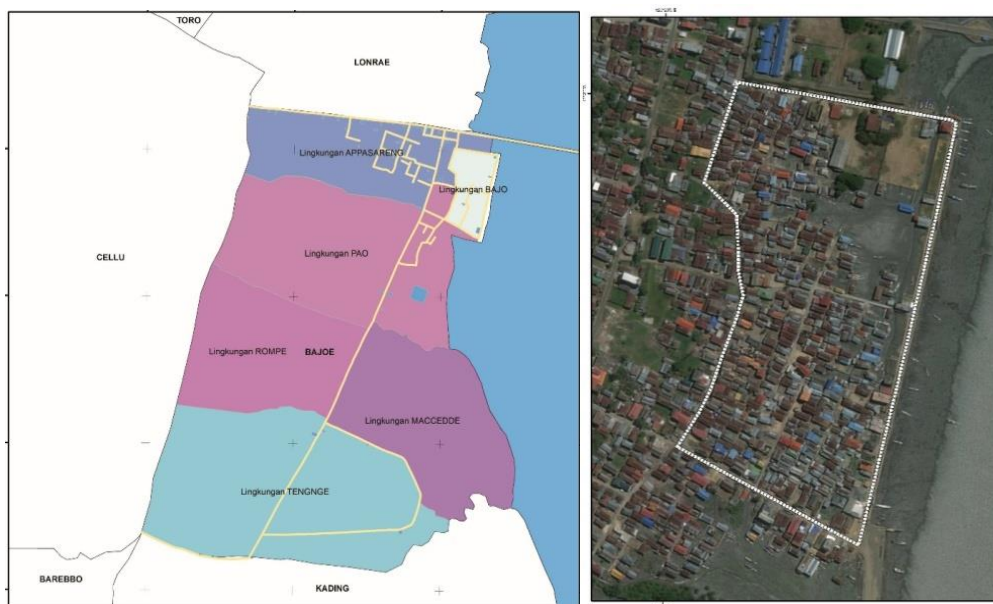 TORO
LONRAE
Lingkungan APPASARENG
Lingkungan BAJO
Lingkungan PAO
CELLU
Lingkungan ROMPE
BAJOE
Lingkungan MACCEDDE
Lingkungan TENGNGE
BAREBBO
KADING